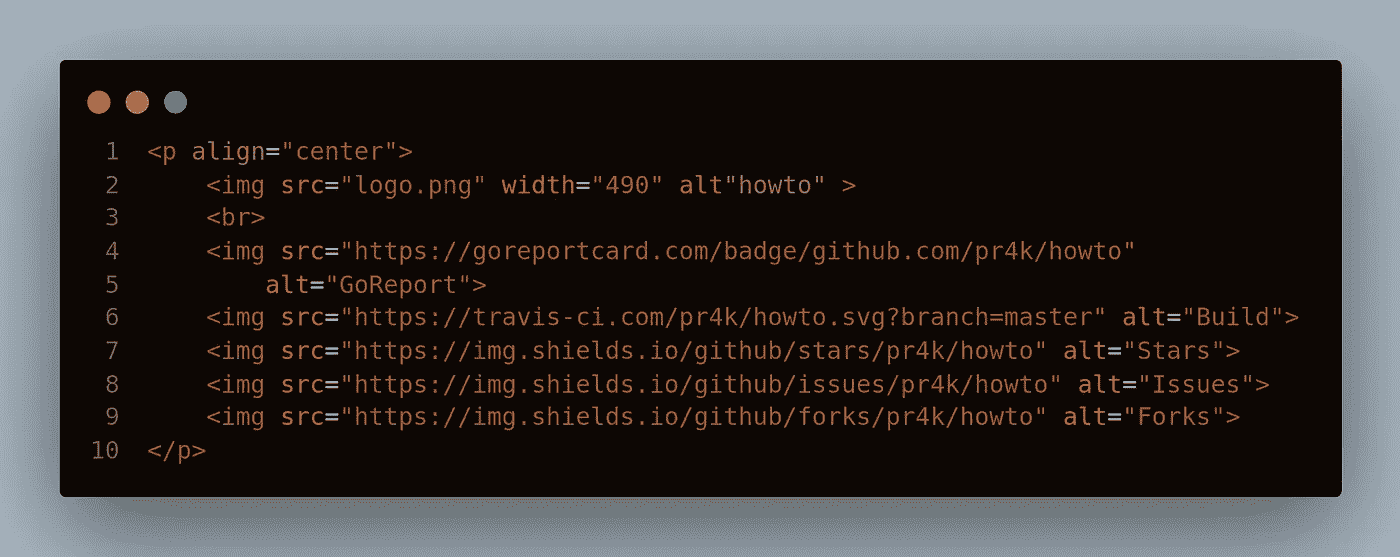 1 <p align="center">
2     <img src="logo.png" width="490" alt"howto" >
3     <br>
4     <img src="https://goreportcard.com/badge/github.com/pr4k/howto"
5         alt="GoReport">
6     <img src="https://travis-ci.com/pr4k/howto.svg?branch=master" alt="Build">
7     <img src="https://img.shields.io/github/stars/pr4k/howto" alt="Stars">
8     <img src="https://img.shields.io/github/issues/pr4k/howto" alt="Issues">
9     <img src="https://img.shields.io/github/forks/pr4k/howto" alt="Forks">
10 </p>